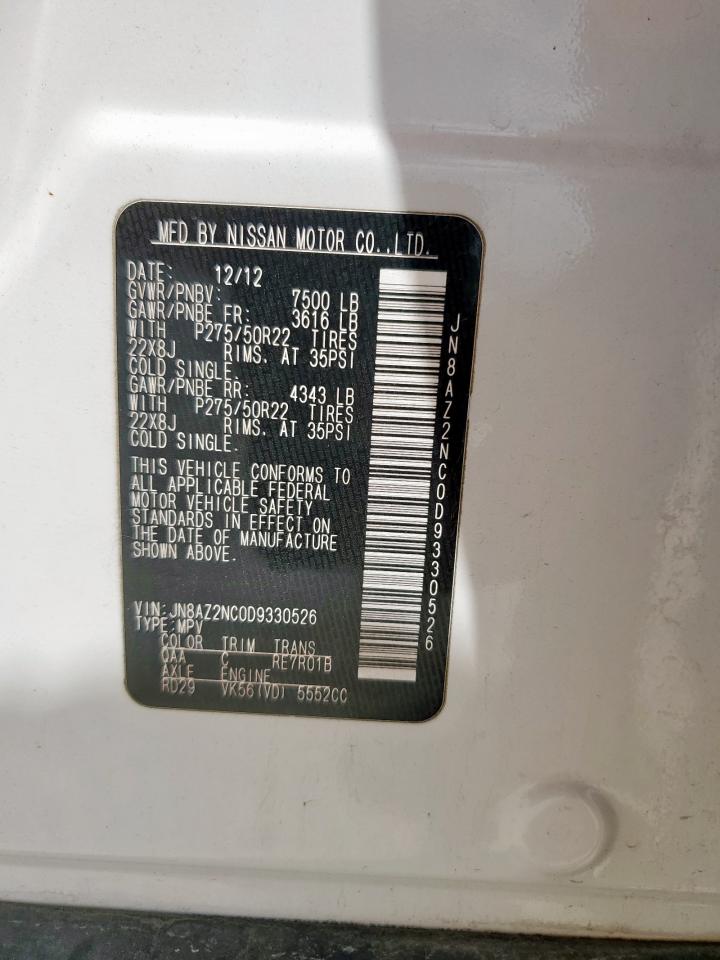 MFD BY NISSAN MOTOR CO.,LTD.
DATE: 12/12
GVWR/PNBV: 7500 LB
GAWR/PNBE FR: 3616 LB
WITH P275/50R22 TIRES
22X8J RIMS. AT 35PSI
COLD SINGLE.
GAWR/PNBE RR: 4343 LB
WITH P275/50R22 TIRES
22X8J RIMS. AT 35PSI
COLD SINGLE.
THIS VEHICLE CONFORMS TO
ALL APPLICABLE FEDERAL
MOTOR VEHICLE SAFETY
STANDARDS IN EFFECT ON
THE DATE OF MANUFACTURE
SHOWN ABOVE.
VIN: JN8AZ2NC0D9330526
TYPE: MPV
COLOR TRIM TRANS
QAA C RE7R01B
AXLE ENGINE
RD29 VK56(VD) 5552CC
JN8AZ2NC0D9330526